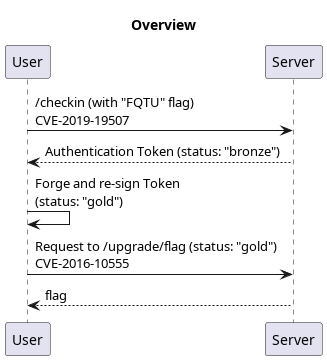 Overview
User
Server
/checkin (with "FQTU" flag)
CVE-2019-19507
Authentication Token (status: "bronze")
Forge and re-sign Token
(status: "gold")
Request to /upgrade/flag (status: "gold")
CVE-2016-10555
flag
User
Server